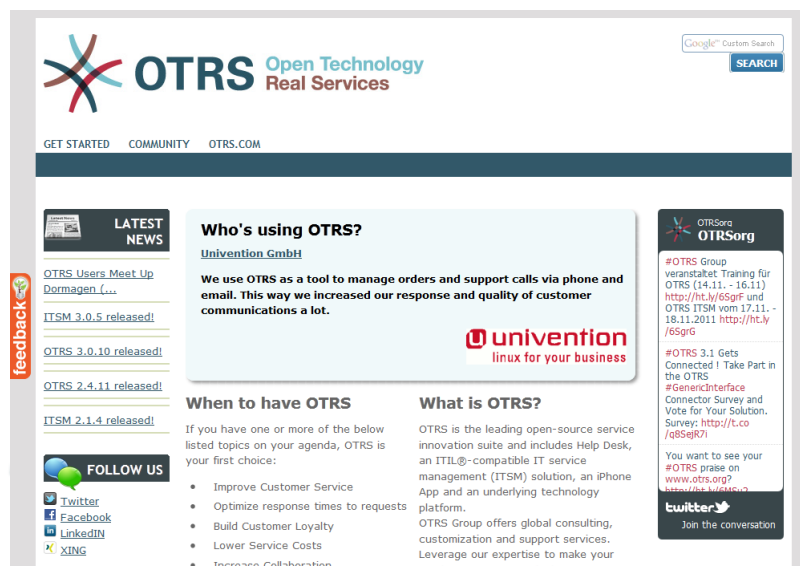 OTRS Open Technology
Real Services
Google™ Custom Search
SEARCH
GET STARTED COMMUNITY OTRS.COM
LATEST
NEWS
OTRS Users Meet Up
Dormagen (...
ITSM 3.0.5 released!
OTRS 3.0.10 released!
OTRS 2.4.11 released!
ITSM 2.1.4 released!
FOLLOW US
Twitter
Facebook
LinkedIN
XING
feedback
Who's using OTRS?
Univention GmbH
We use OTRS as a tool to manage orders and support calls via phone and
email. This way we increased our response and quality of customer
communications a lot.
univention
linux for your business
When to have OTRS
If you have one or more of the below
listed topics on your agenda, OTRS is
your first choice:
• Improve Customer Service
• Optimize response times to requests
• Build Customer Loyalty
• Lower Service Costs
• Increase Collaboration
What is OTRS?
OTRS is the leading open-source service
innovation suite and includes Help Desk,
an ITIL®-compatible IT service
management (ITSM) solution, an iPhone
App and an underlying technology
platform.
OTRS Group offers global consulting,
customization and support services.
Leverage our expertise to make your
OTRSorg
OTRSorg
#OTRS Group
veranstaltet Training für
OTRS (14.11. - 16.11)
http://ht.ly/6SgrF und
OTRS ITSM vom 17.11. -
18.11.2011 http://ht.ly
/6SgrG
#OTRS 3.1 Gets
Connected ! Take Part in
the OTRS
#GenericInterface
Connector Survey and
Vote for Your Solution.
Survey: http://t.co
/q8SejR7i
You want to see your
#OTRS praise on
www.otrs.org?
http://ht.ly/6MSu2
twitter
Join the conversation